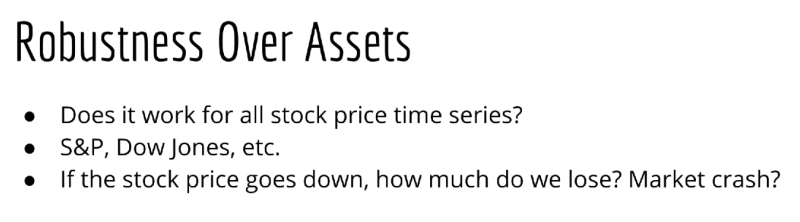 Robustness Over Assets
● Does it work for all stock price time series?
● S&P, Dow Jones, etc.
● If the stock price goes down, how much do we lose? Market crash?